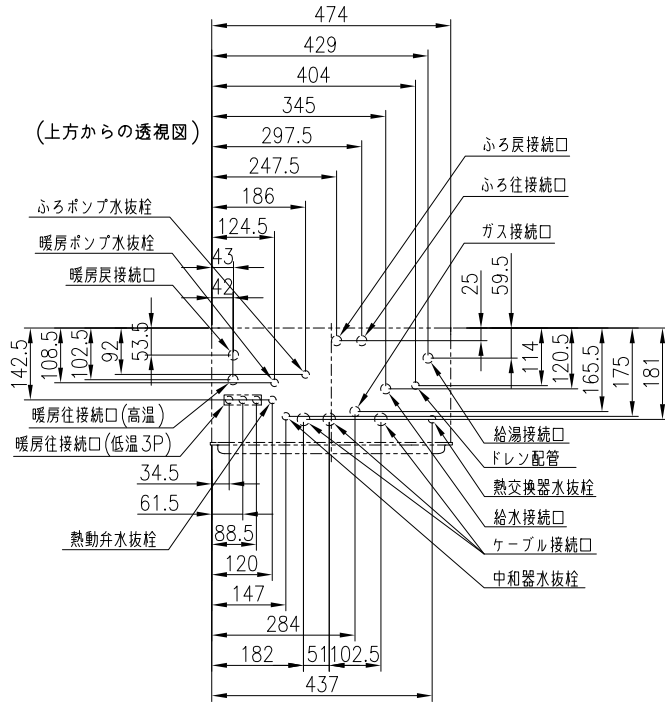 474
429
404
345
(上方からの透視図)
297.5
ふろ戻接続口
247.5
ふろ往接続口
186
ふろポンプ水抜栓
124.5
ガス接続口
暖房ポンプ水抜栓
43
暖房戻接続口
42
25
59.5
53.5
142.5
108.5
102.5
92
114
120.5
165.5
175
181
暖房往接続口(高温)
暖房往接続口(低温3P)
給湯接続口
ドレン配管
34.5
熱交換器水抜栓
61.5
給水接続口
88.5
熱動弁水抜栓
ケーブル接続口
120
中和器水抜栓
147
284
182
51
102.5
437